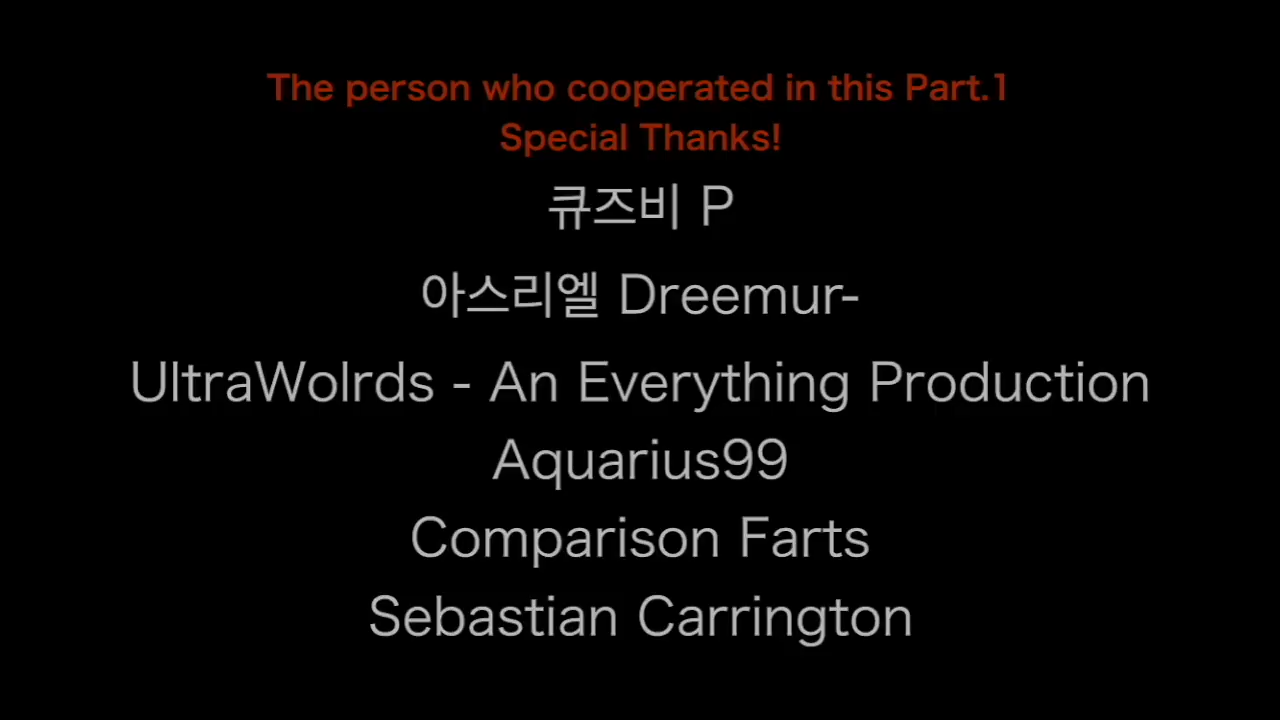 The person who cooperated in this Part.1
Special Thanks!
큐즈비 P
아스리엘 Dreemur-
UltraWolrds - An Everything Production
Aquarius99
Comparison Farts
Sebastian Carrington